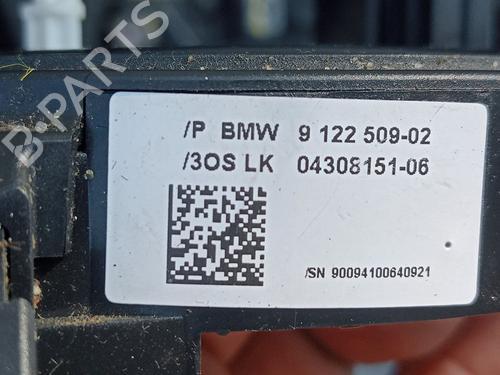 /P BMW 9 122 509-02
/3OS LK 04308151-06
/SN 90094100640921
B-PARTS